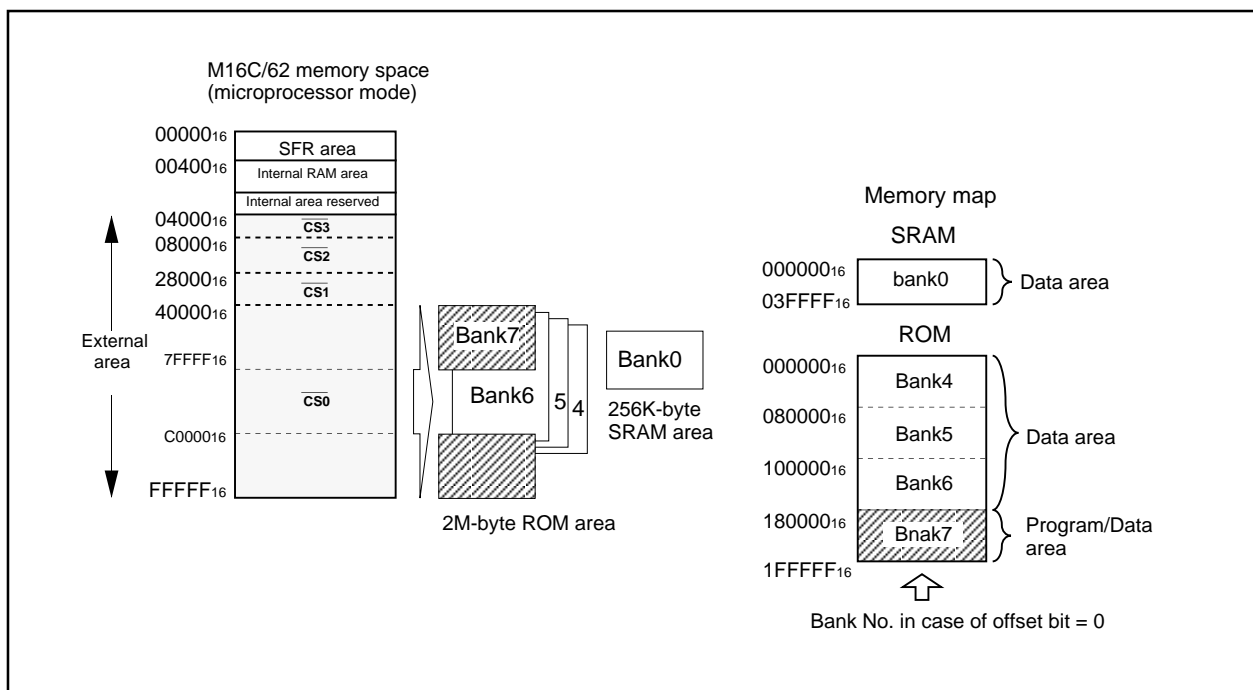 M16C/62 memory space
(microprocessor mode)
00000₁₆
SFR area
00400₁₆
Internal RAM area
Internal area reserved
04000₁₆
CS3
08000₁₆
CS2
28000₁₆
CS1
40000₁₆
External
area
7FFFF₁₆
CS0
C0000₁₆
FFFFF₁₆
Bank7
Bank6
5
4
2M-byte ROM area
Bank0
256K-byte
SRAM area
Memory map
SRAM
000000₁₆
bank0
Data area
03FFFF₁₆
ROM
000000₁₆
Bank4
080000₁₆
Bank5
Data area
100000₁₆
Bank6
180000₁₆
Bnak7
Program/Data
area
1FFFFF₁₆
Bank No. in case of offset bit = 0